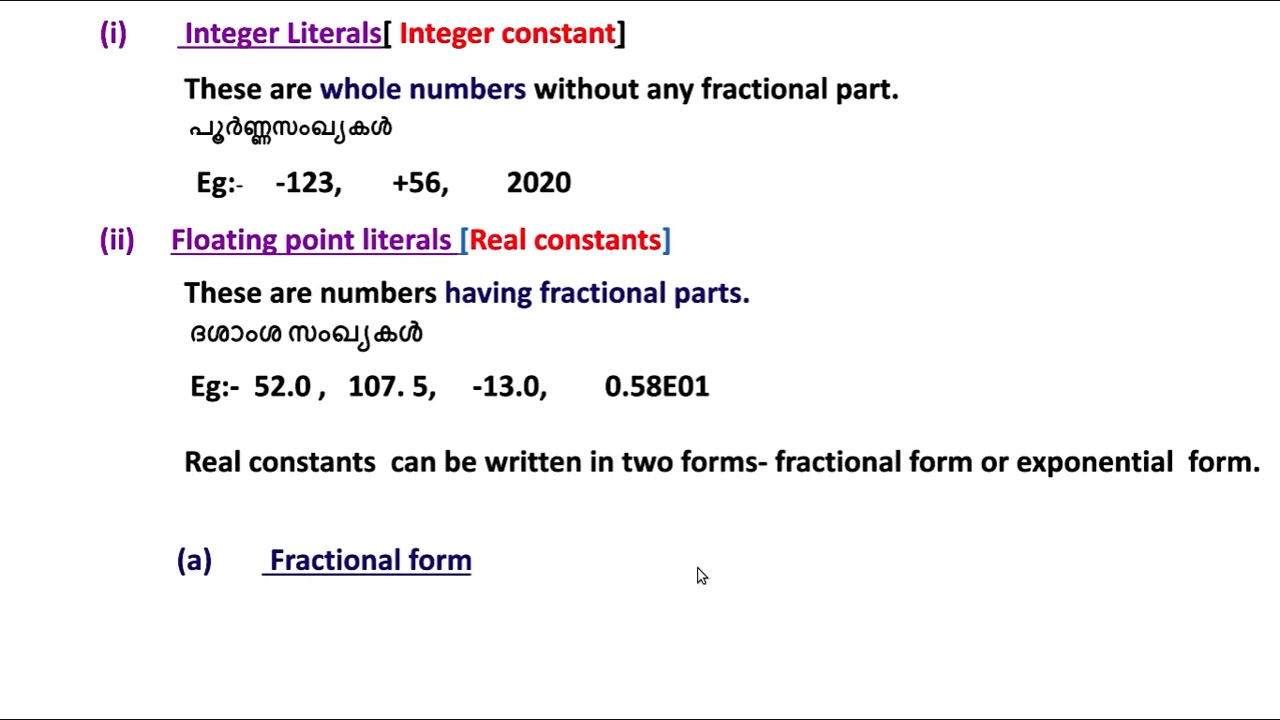 (i) Integer Literals[ Integer constant]
These are whole numbers without any fractional part.
പൂർണ്ണസംഖ്യകൾ
Eg:- -123, +56, 2020
(ii) Floating point literals [Real constants]
These are numbers having fractional parts.
ദശാംശ സംഖ്യകൾ
Eg:- 52.0 , 107. 5, -13.0, 0.58E01
Real constants can be written in two forms- fractional form or exponential form.
(a) Fractional form